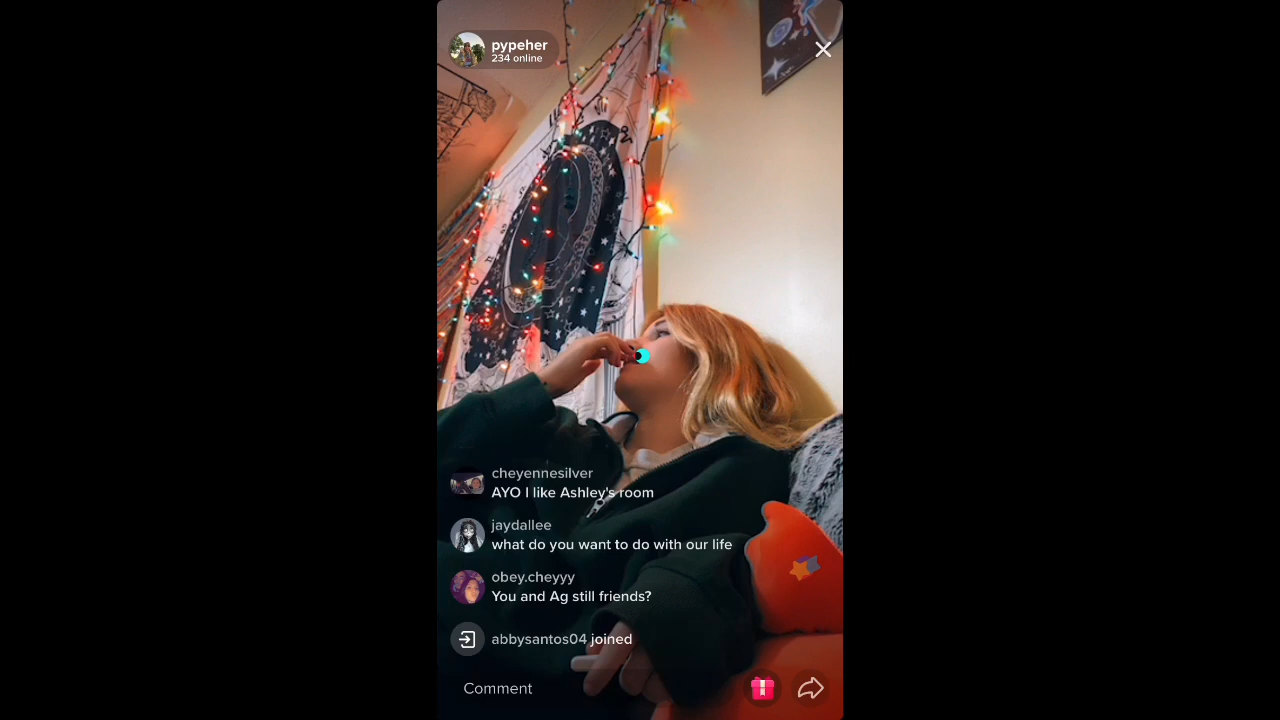 pypeher
234 online
cheyennesilver
AYO I like Ashley's room
jaydallee
what do you want to do with our life
obey.cheyyy
You and Ag still friends?
abbysantos04 joined
Comment